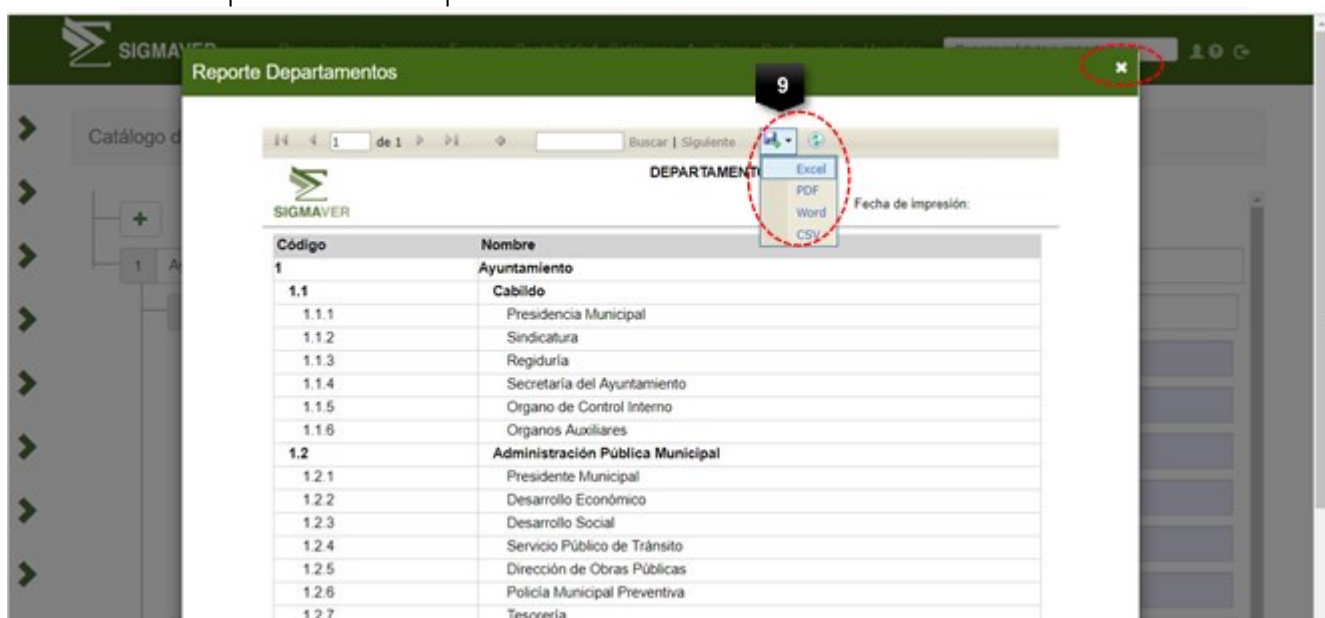 SIGMAVER
Reporte Departamentos
9
Catálogo d
1 de 1 Buscar | Siguiente
DEPARTAMENT
Excel
PDF
Word
CSV
SIGMAVER
Fecha de impresión:
Código Nombre
1 Ayuntamiento
1.1 Cabildo
1.1.1 Presidencia Municipal
1.1.2 Sindicatura
1.1.3 Regiduría
1.1.4 Secretaría del Ayuntamiento
1.1.5 Organo de Control Interno
1.1.6 Organos Auxiliares
1.2 Administración Pública Municipal
1.2.1 Presidente Municipal
1.2.2 Desarrollo Económico
1.2.3 Desarrollo Social
1.2.4 Servicio Público de Tránsito
1.2.5 Dirección de Obras Públicas
1.2.6 Policía Municipal Preventiva
1.2.7 Tesorería
1 A